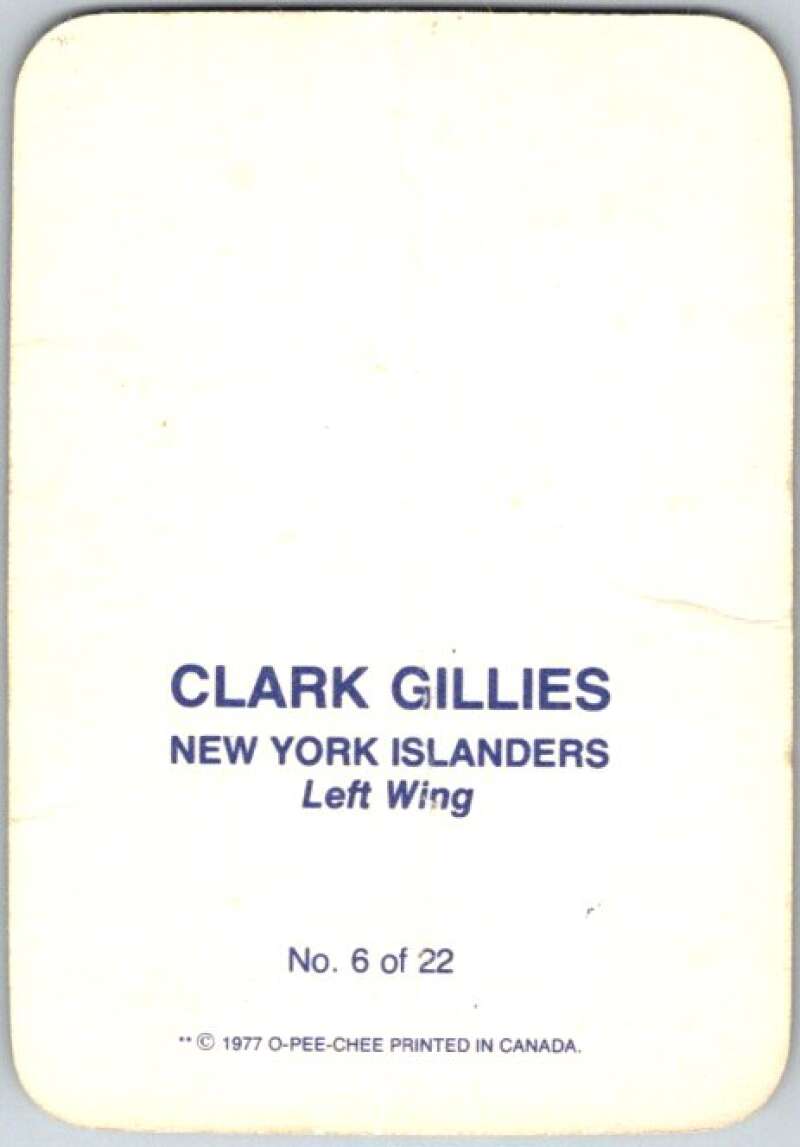 CLARK GILLIES
NEW YORK ISLANDERS
Left Wing
No. 6 of 22
** © 1977 O-PEE-CHEE PRINTED IN CANADA.